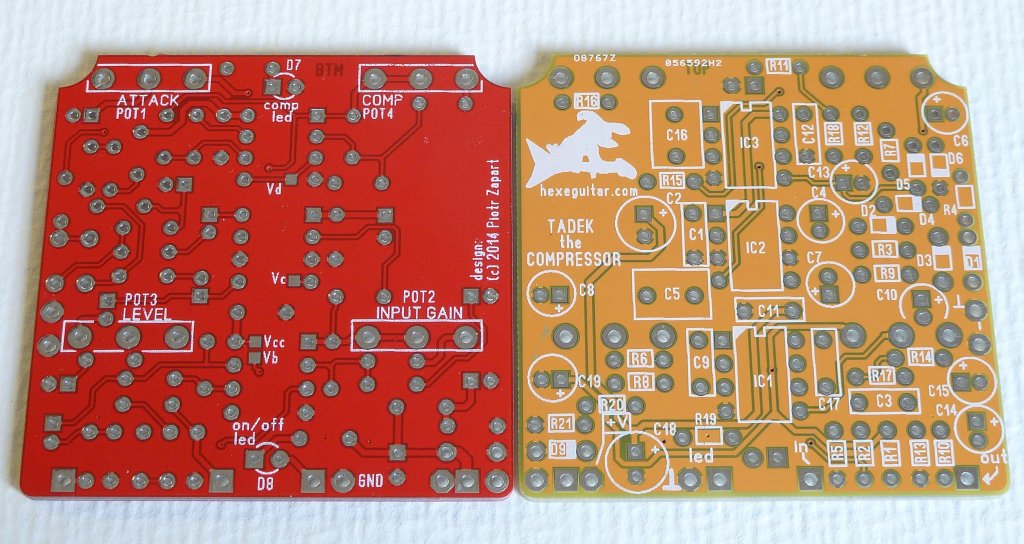 D7
BTM
ATTACK
POT1
comp
led
COMP
POT4
Vd
design:
(c) 2014 Piotr Zapart
Vc
POT3
LEVEL
POT2
INPUT GAIN
Vcc
Vb
on/off
led
D8
GND
08767Z
056592H2
TOP
R11
R16
C16
IC3
C12
R18
R12
C6
R7
D6
hexeguitar.com
R15
C13
C4
D5
R4
C2
TADEK
the
COMPRESSOR
C1
IC2
D2
D4
R3
C7
D3
D1
R9
C8
C5
C10
C11
R6
C9
R14
C19
R8
IC1
R17
C15
C3
R20
C17
C14
R21
+V
C18
R19
D9
led
in
R5
R2
R1
R13
R10
out